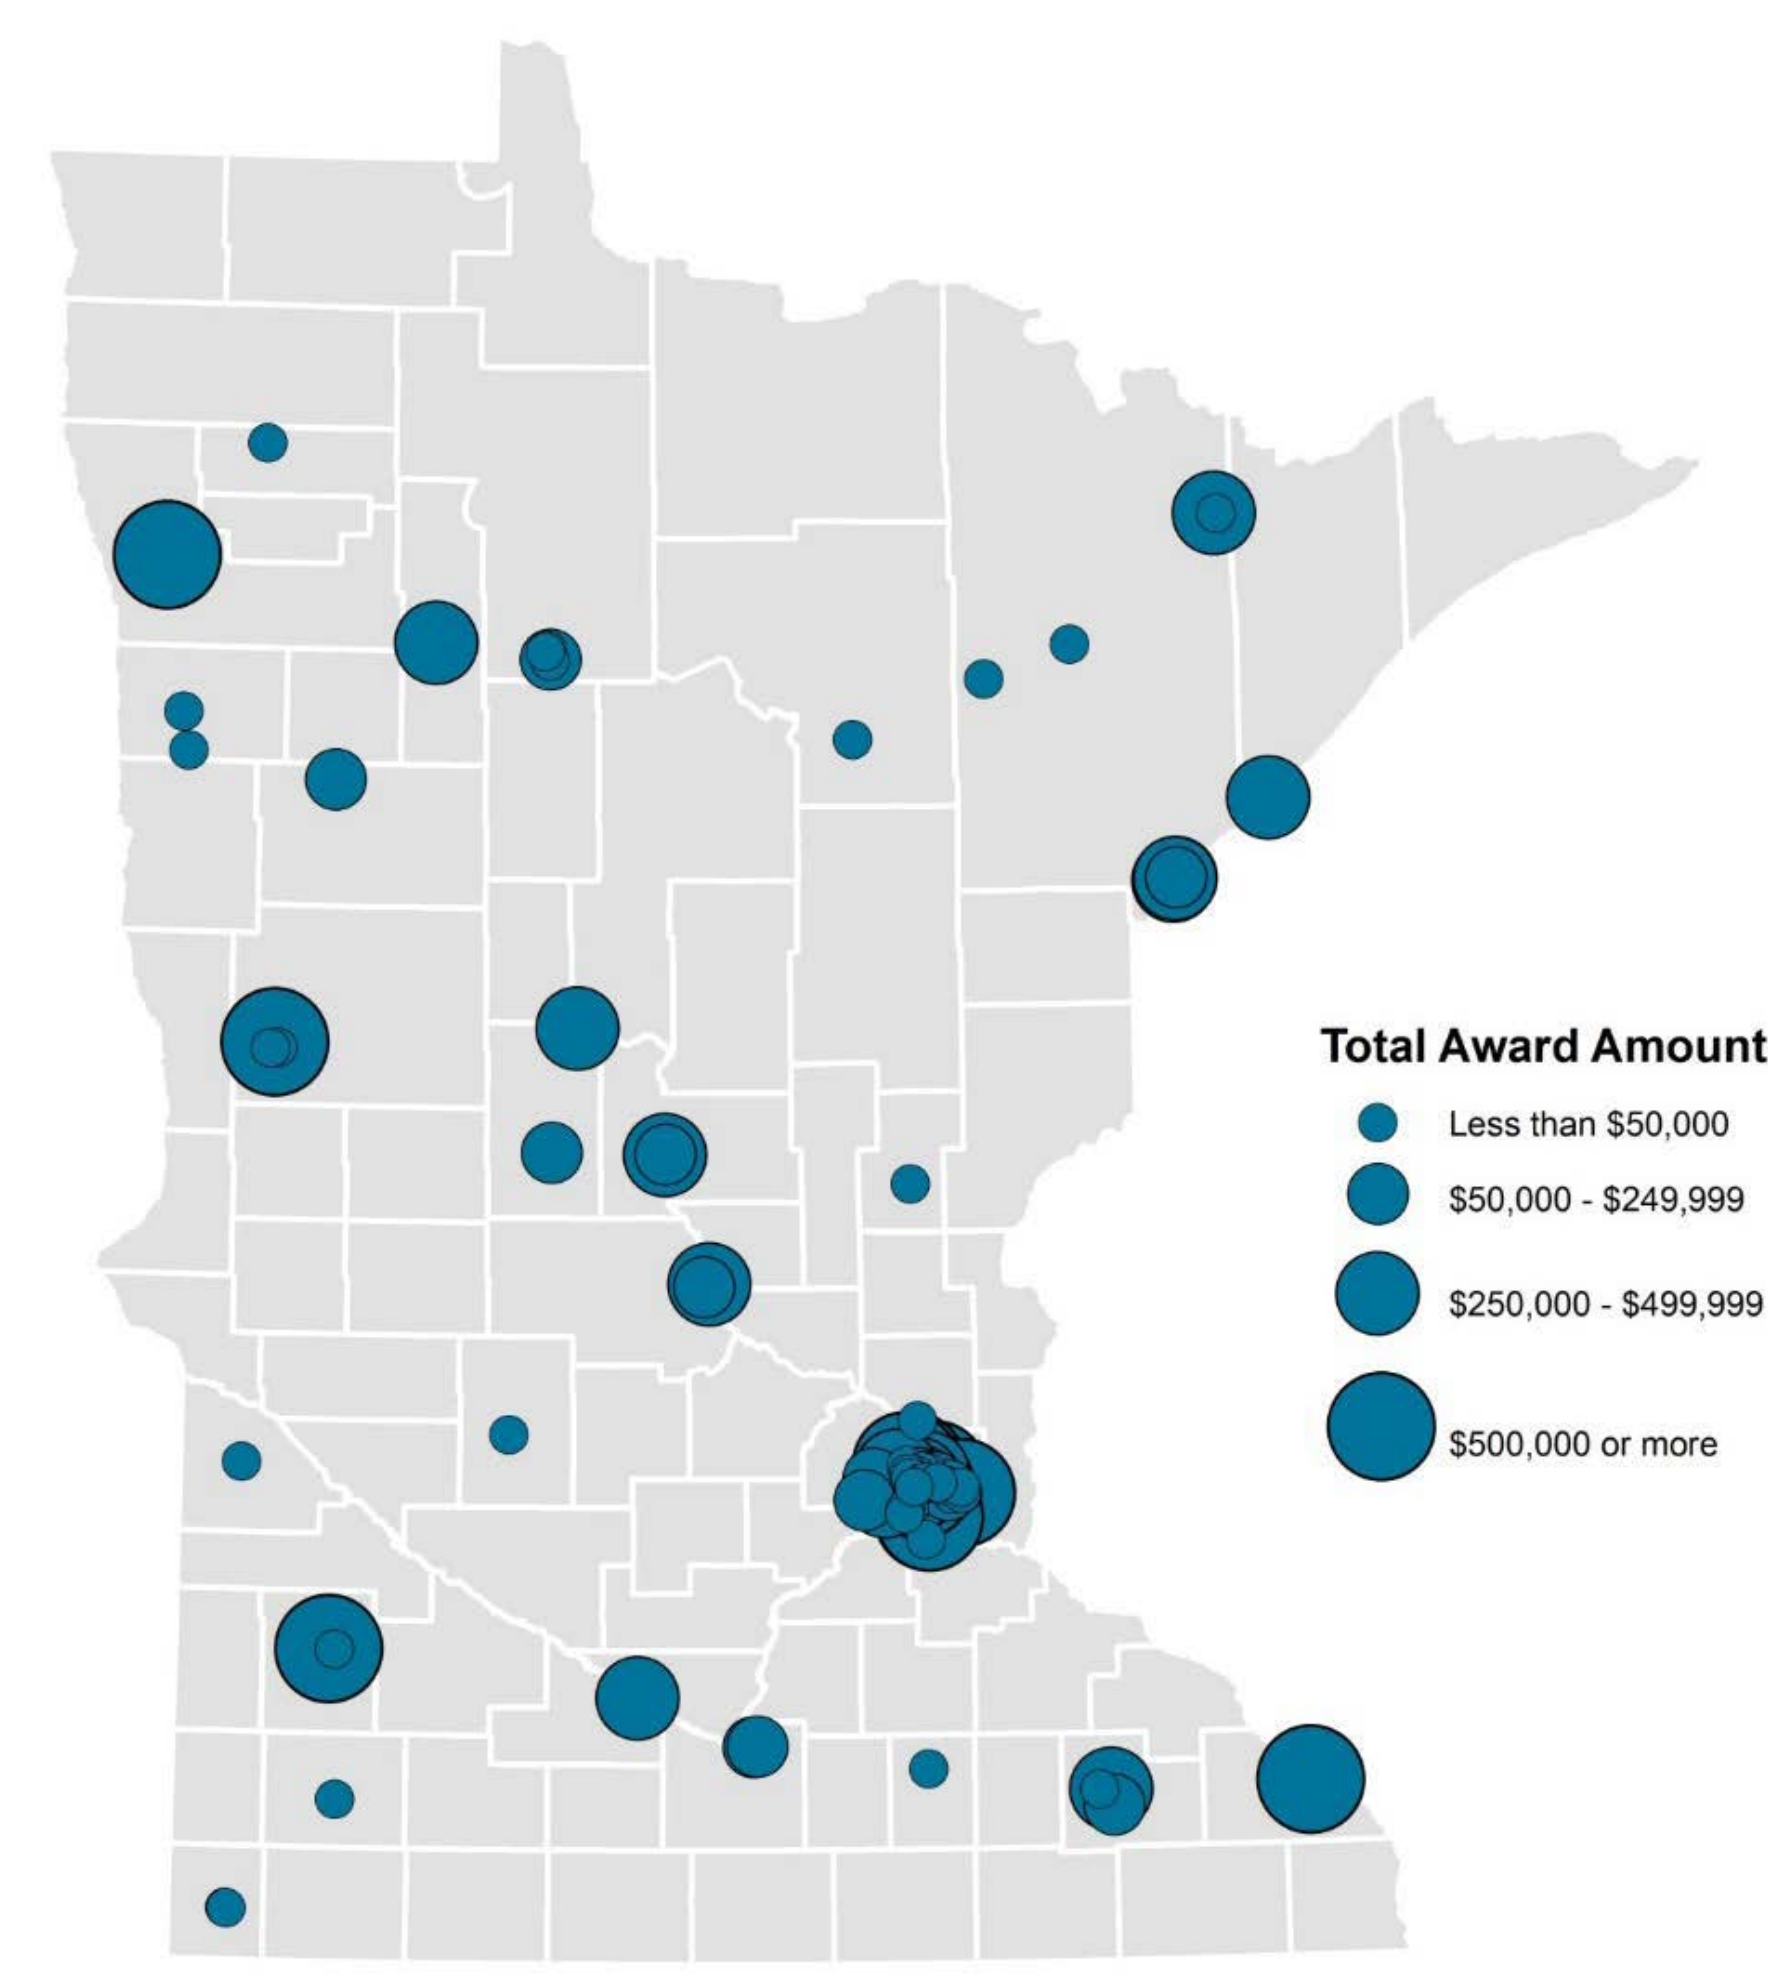 Total Award Amount
Less than $50,000
$50,000 - $249,999
$250,000 - $499,999
$500,000 or more